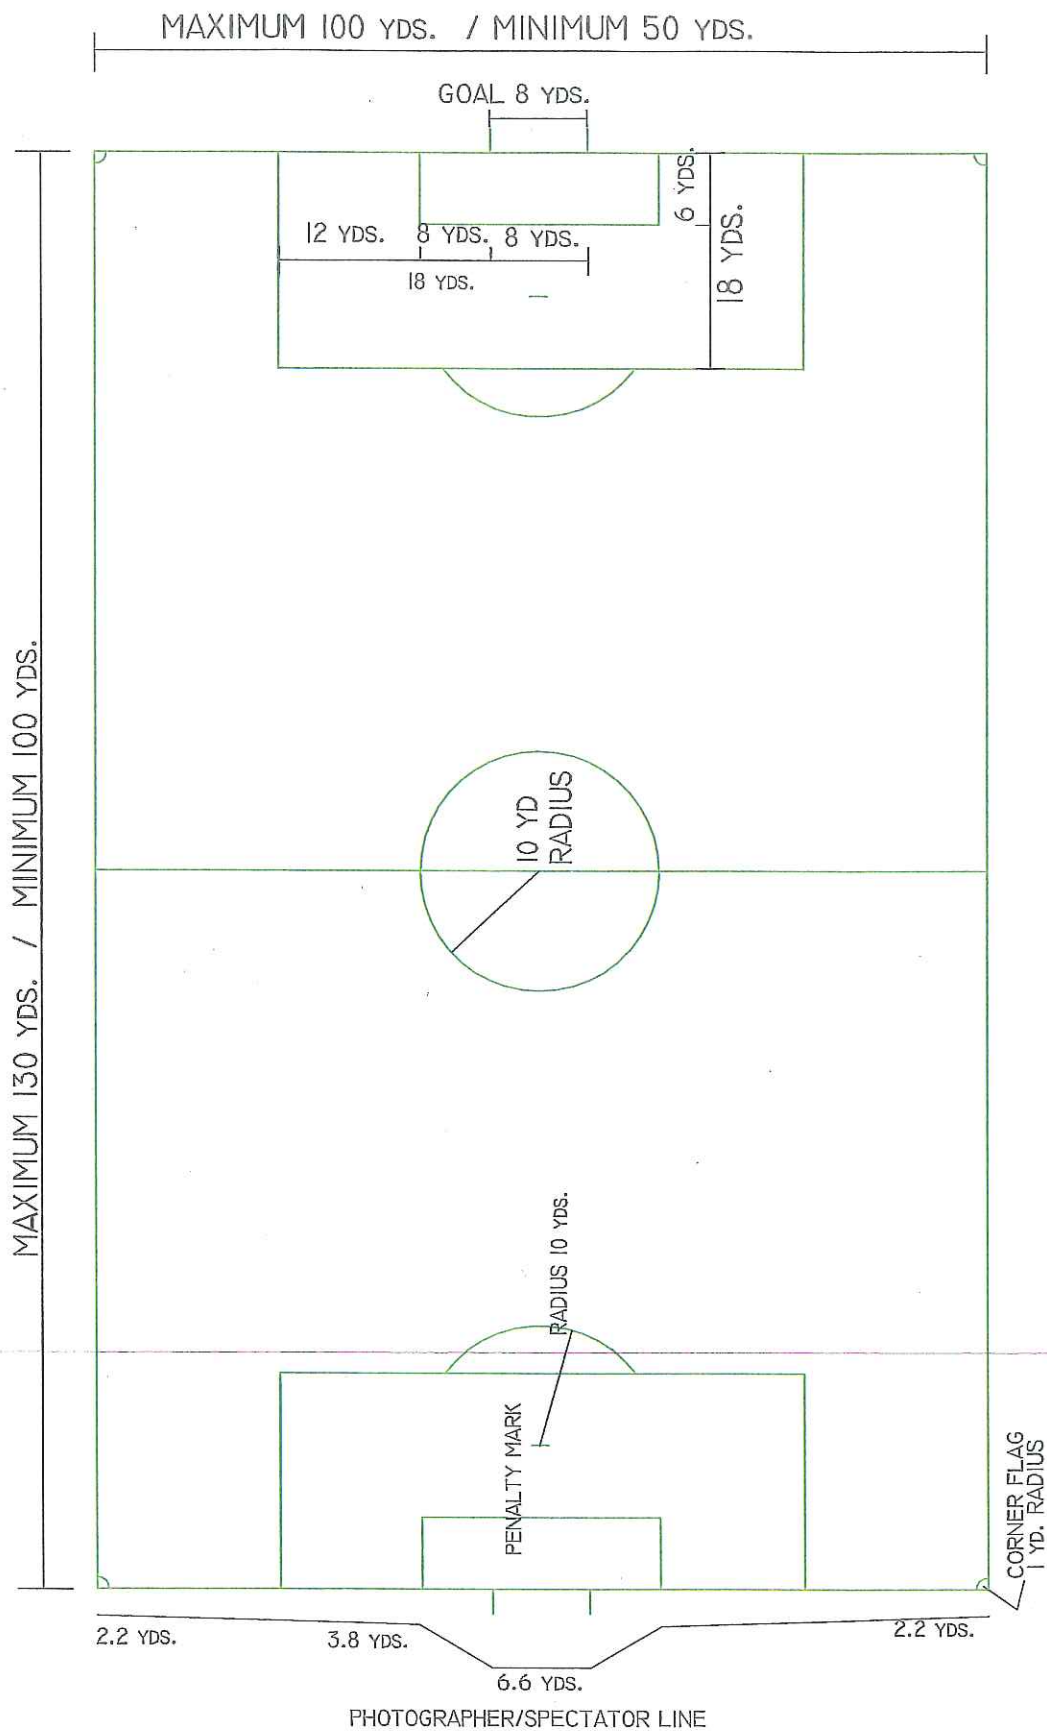 MAXIMUM 100 YDS. / MINIMUM 50 YDS.
GOAL 8 YDS.
6 YDS.
18 YDS.
12 YDS.
8 YDS.
8 YDS.
18 YDS.
MAXIMUM 130 YDS. / MINIMUM 100 YDS.
10 YD
RADIUS
RADIUS 10 YDS.
PENALTY MARK
CORNER FLAG
1 YD. RADIUS
2.2 YDS.
3.8 YDS.
2.2 YDS.
6.6 YDS.
PHOTOGRAPHER/SPECTATOR LINE